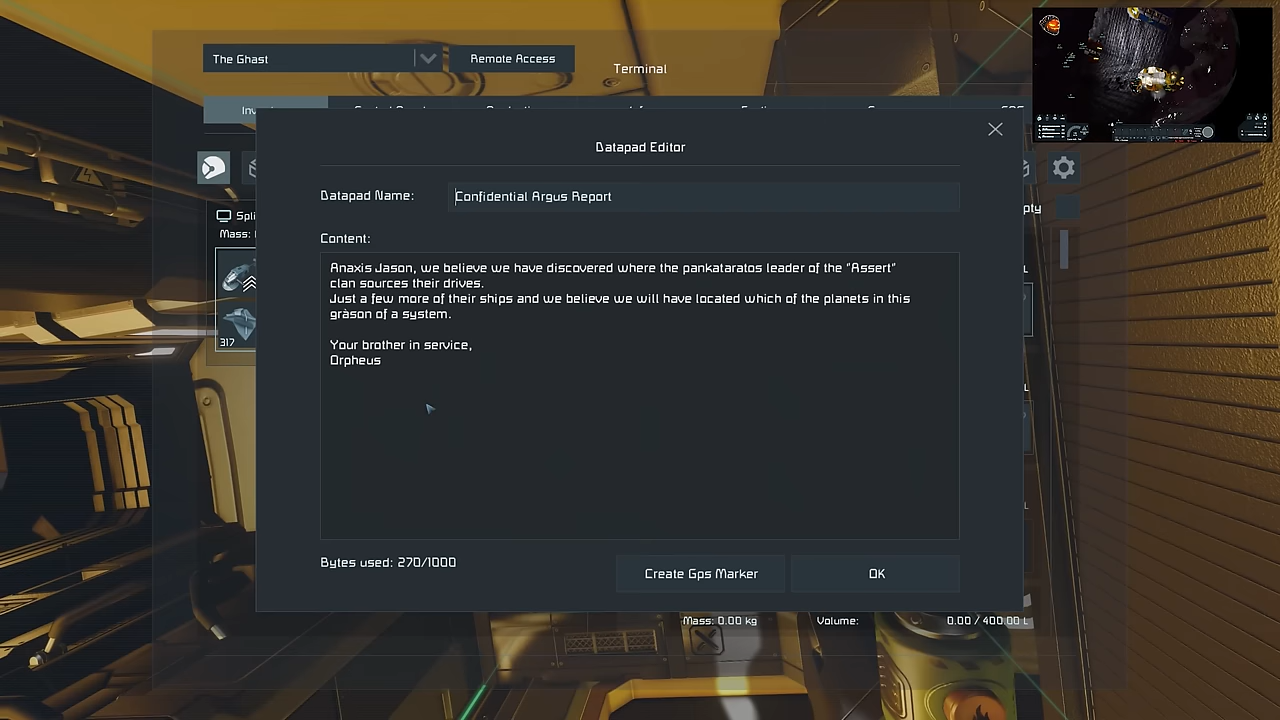 The Ghast
Remote Access
Terminal
Inv
Datapad Editor
Datapad Name:
Confidential Argus Report
Content:
Anaxis Jason, we believe we have discovered where the pankataratos leader of the "Assert"
clan sources their drives.
Just a few more of their ships and we believe we will have located which of the planets in this
gràson of a system.
Your brother in service,
Orpheus
Bytes used: 270/1000
Create Gps Marker
OK
Spli
Mass:
317
pty
Mass: 0.00 kg
Volume:
0.00 / 400.00 L